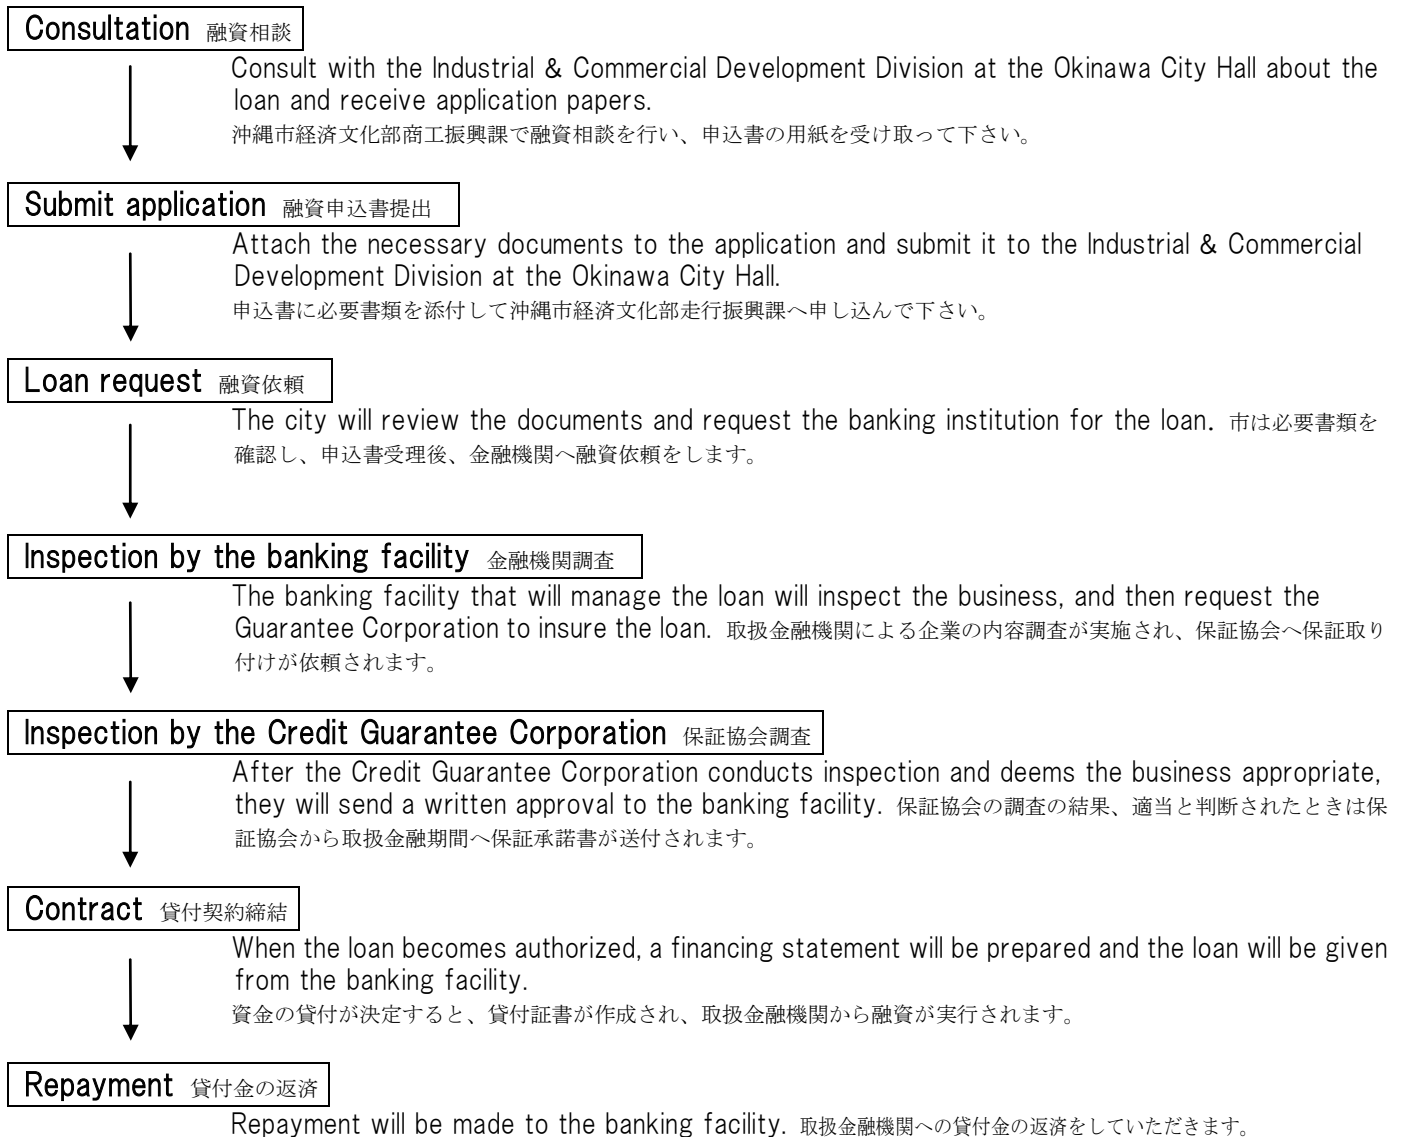 Consultation 融資相談
Consult with the Industrial & Commercial Development Division at the Okinawa City Hall about the
loan and receive application papers.
沖縄市経済文化部商工振興課で融資相談を行い、申込書の用紙を受け取って下さい。
Submit application 融資申込書提出
Attach the necessary documents to the application and submit it to the Industrial & Commercial
Development Division at the Okinawa City Hall.
申込書に必要書類を添付して沖縄市経済文化部走行振興課へ申し込んで下さい。
Loan request 融資依頼
The city will review the documents and request the banking institution for the loan. 市は必要書類を
確認し、申込書受理後、金融機関へ融資依頼をします。
Inspection by the banking facility 金融機関調査
The banking facility that will manage the loan will inspect the business, and then request the
Guarantee Corporation to insure the loan. 取扱金融機関による企業の内容調査が実施され、保証協会へ保証取り
付けが依頼されます。
Inspection by the Credit Guarantee Corporation 保証協会調査
After the Credit Guarantee Corporation conducts inspection and deems the business appropriate,
they will send a written approval to the banking facility. 保証協会の調査の結果、適当と判断されたときは保
証協会から取扱金融期間へ保証承諾書が送付されます。
Contract 貸付契約締結
When the loan becomes authorized, a financing statement will be prepared and the loan will be given
from the banking facility.
資金の貸付が決定すると、貸付証書が作成され、取扱金融機関から融資が実行されます。
Repayment 貸付金の返済
Repayment will be made to the banking facility. 取扱金融機関への貸付金の返済をしていただきます。